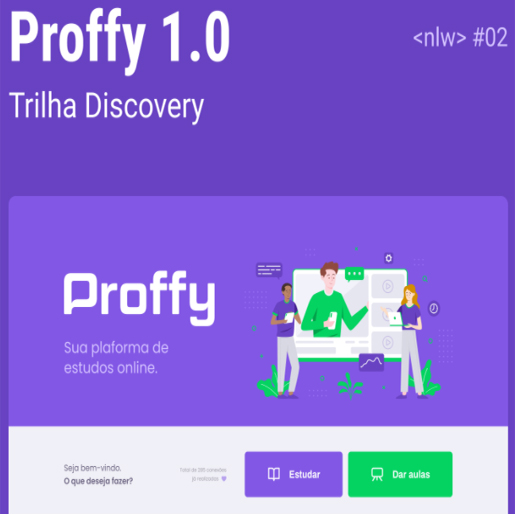 Proffy 1.0
<nlw> #02
Trilha Discovery
Proffy
Sua plaforma de
estudos online.
Seja bem-vindo.
O que deseja fazer?
Total de 285 conexões
já realizadas
Estudar
Dar aulas